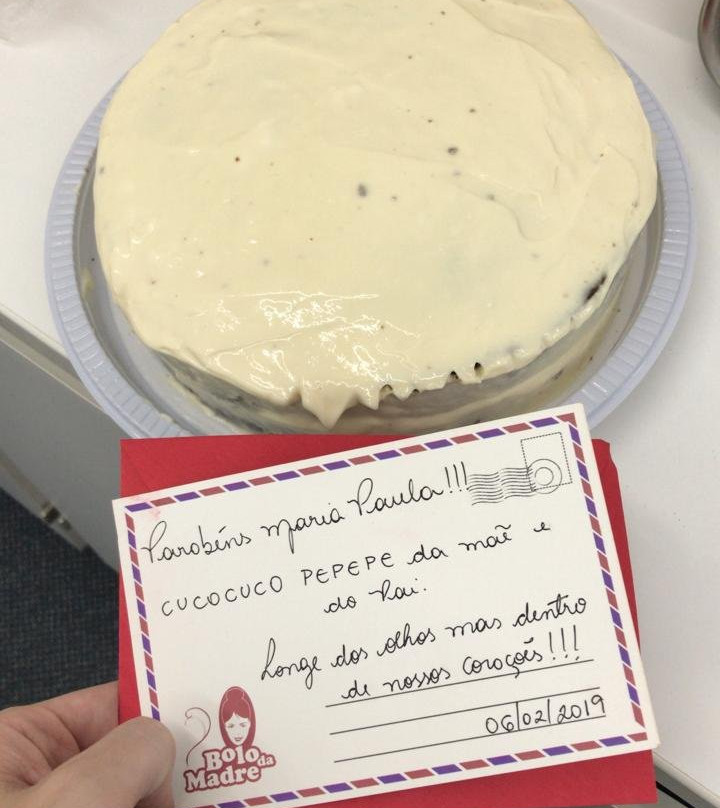 Parabéns maria Paula!!!
CUCOCUCO PEPEPE da mãe e
do Pai.
Longe dos olhos mas dentro
de nossos corações!!!
06/02/2019
Bolo da
Madre